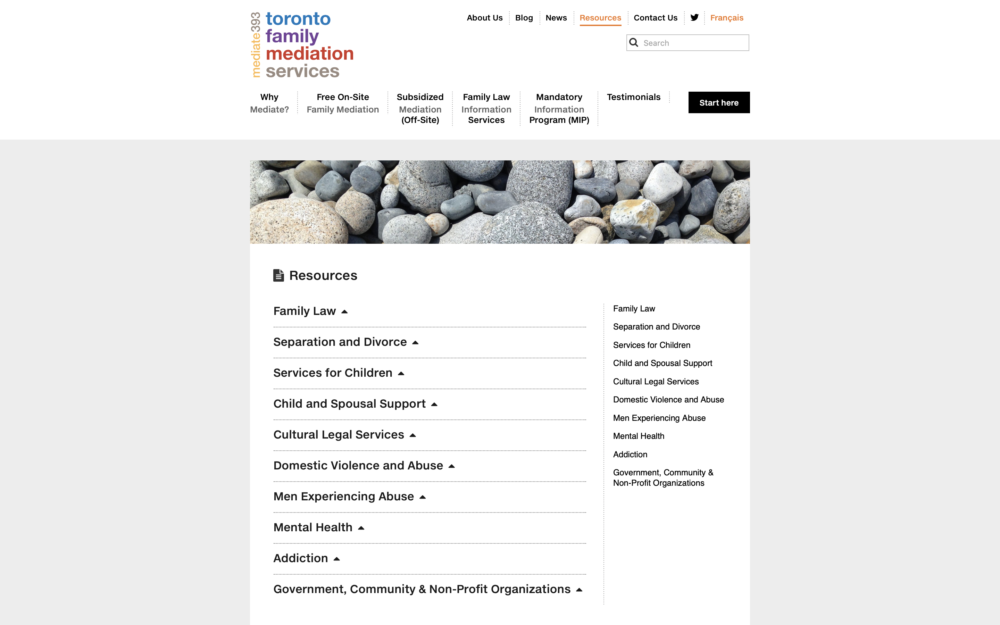 mediate393
toronto
family
mediation
services
About Us
Blog
News
Resources
Contact Us
Français
Search
Why
Mediate?
Free On-Site
Family Mediation
Subsidized
Mediation
(Off-Site)
Family Law
Information
Services
Mandatory
Information
Program (MIP)
Testimonials
Start here
Resources
Family Law
Separation and Divorce
Services for Children
Child and Spousal Support
Cultural Legal Services
Domestic Violence and Abuse
Men Experiencing Abuse
Mental Health
Addiction
Government, Community & Non-Profit Organizations
Family Law
Separation and Divorce
Services for Children
Child and Spousal Support
Cultural Legal Services
Domestic Violence and Abuse
Men Experiencing Abuse
Mental Health
Addiction
Government, Community &
Non-Profit Organizations